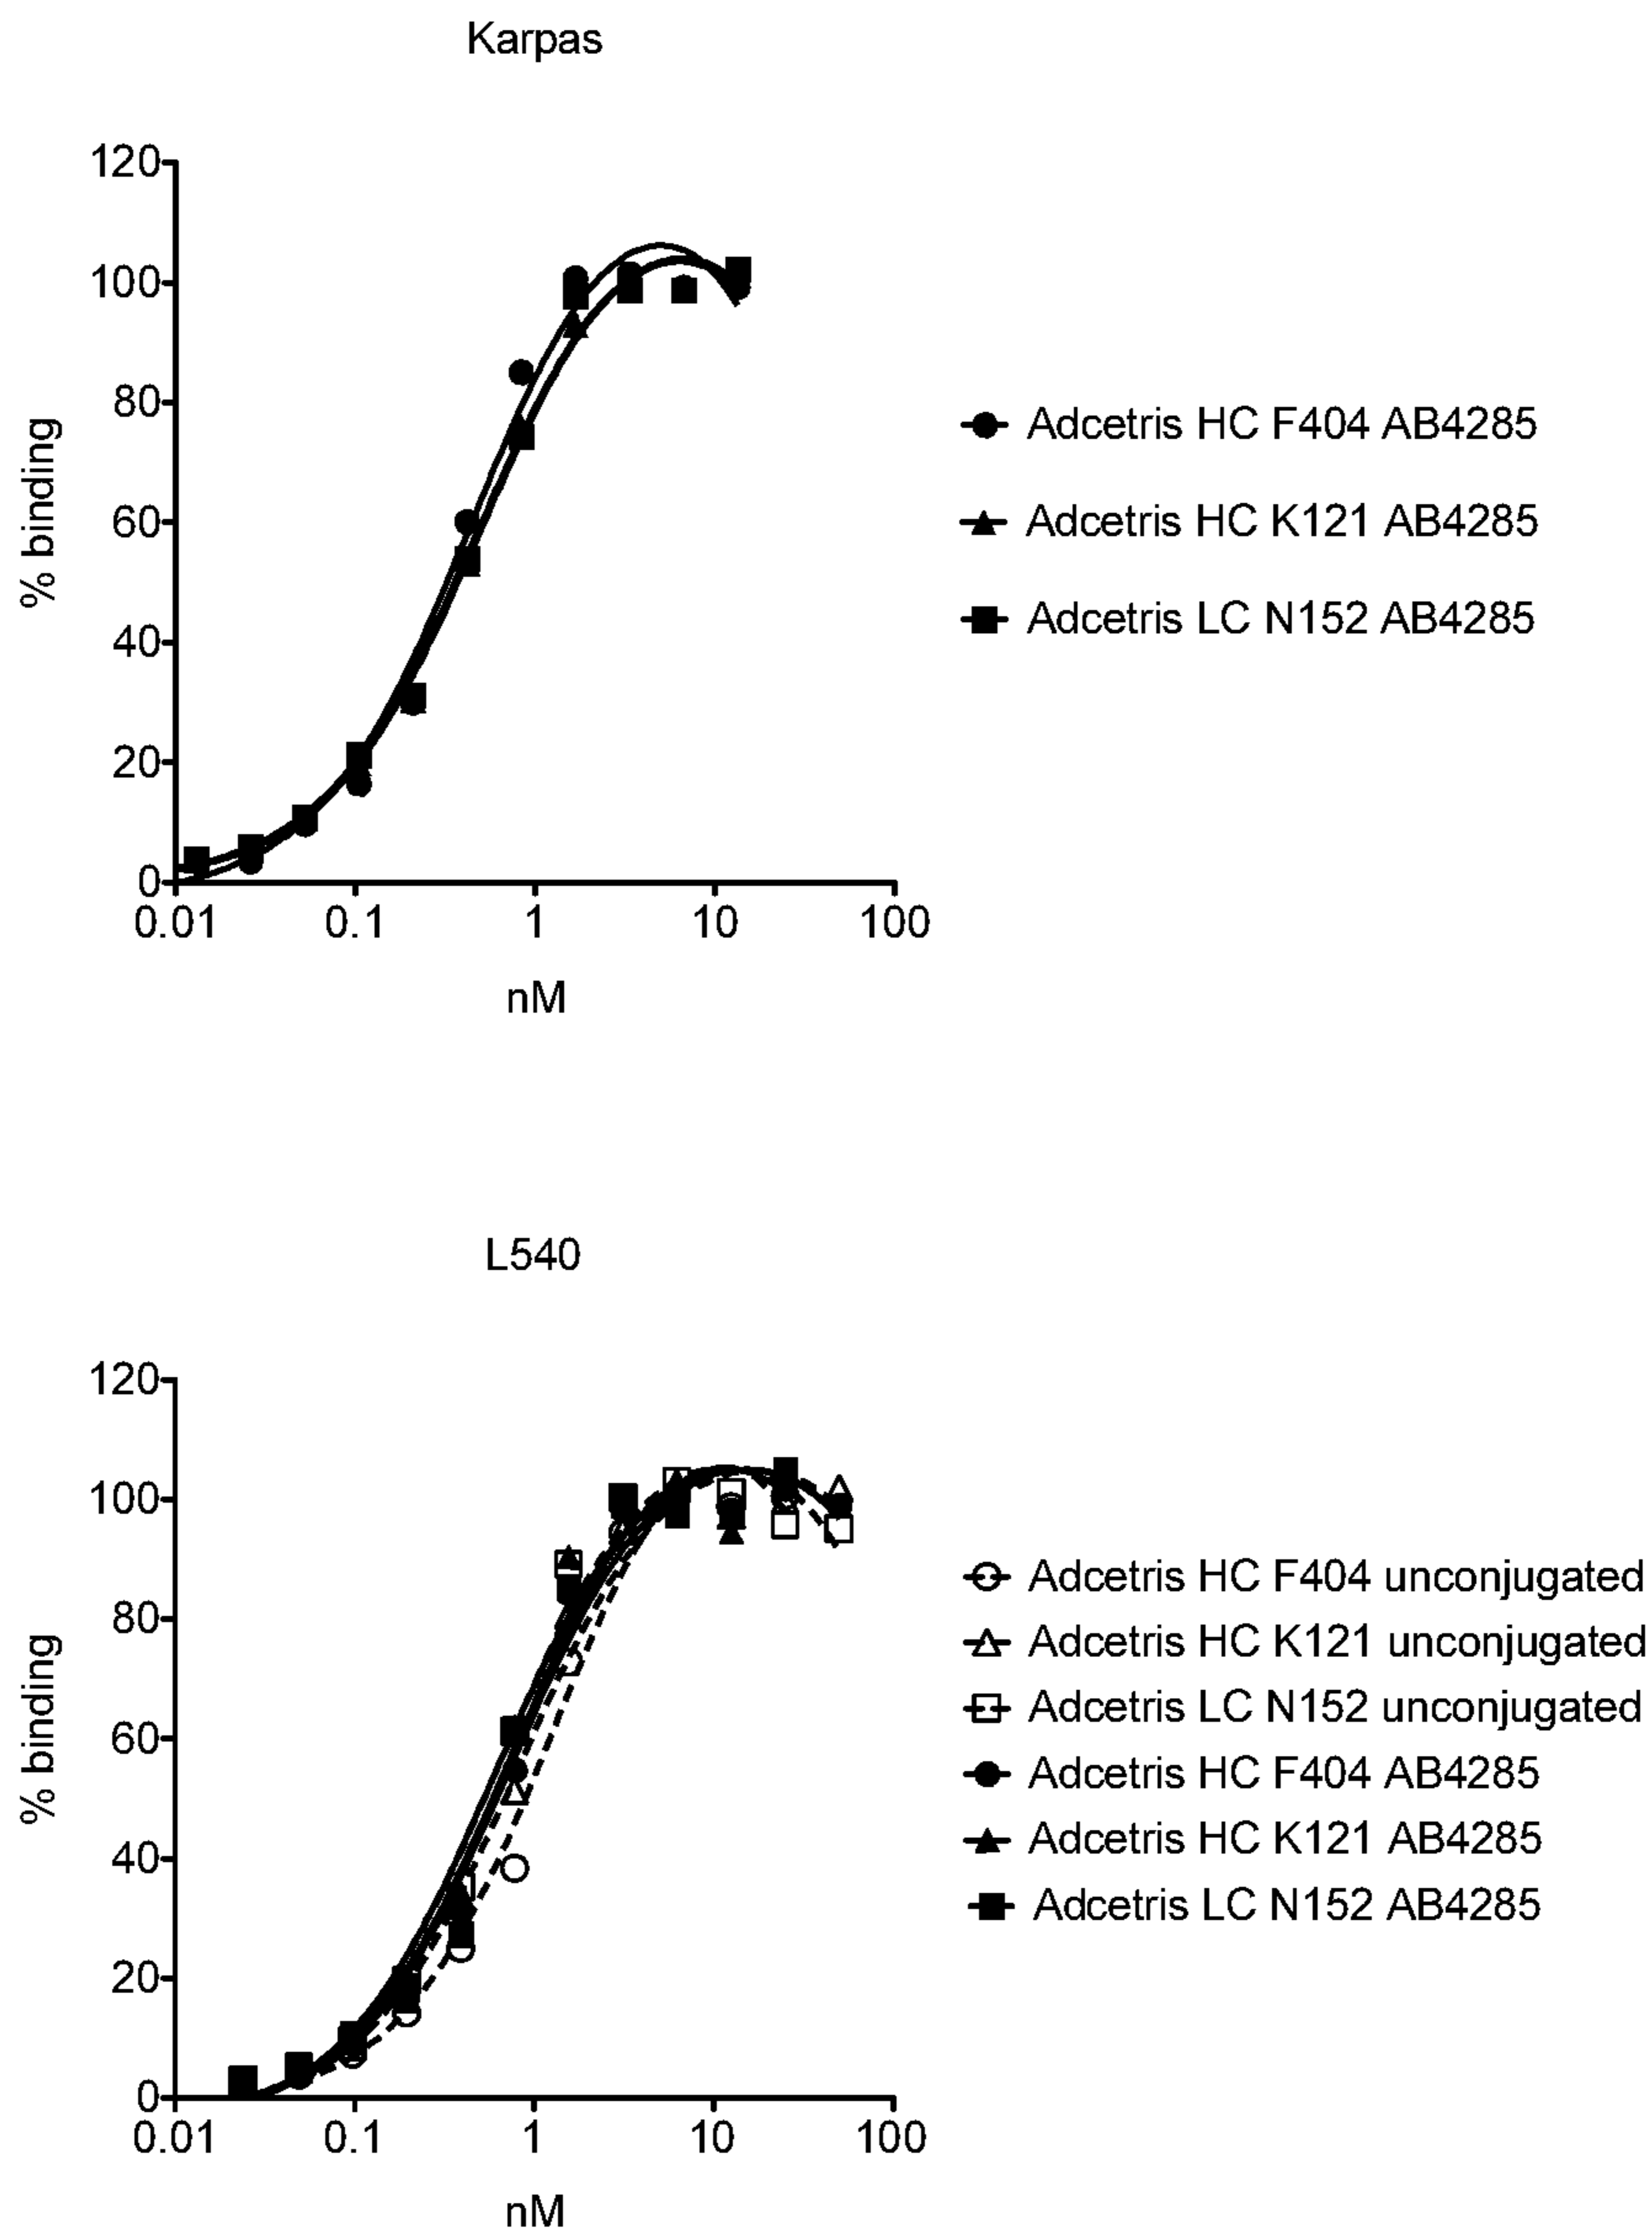 Karpas
120
100
80
60
40
20
0
% binding
0.01 0.1 1 10 100
nM
Adcetris HC F404 AB4285
Adcetris HC K121 AB4285
Adcetris LC N152 AB4285
L540
120
100
80
60
40
20
0
% binding
0.01 0.1 1 10 100
nM
Adcetris HC F404 unconjugated
Adcetris HC K121 unconjugated
Adcetris LC N152 unconjugated
Adcetris HC F404 AB4285
Adcetris HC K121 AB4285
Adcetris LC N152 AB4285